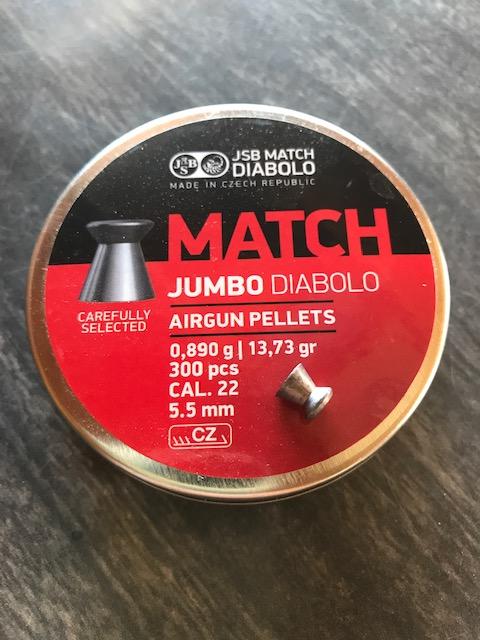 JSB
JSB MATCH
DIABOLO
MADE IN CZECH REPUBLIC
MATCH
JUMBO DIABOLO
CAREFULLY
SELECTED
AIRGUN PELLETS
0,890 g | 13,73 gr
300 pcs
CAL. 22
5.5 mm
CZ